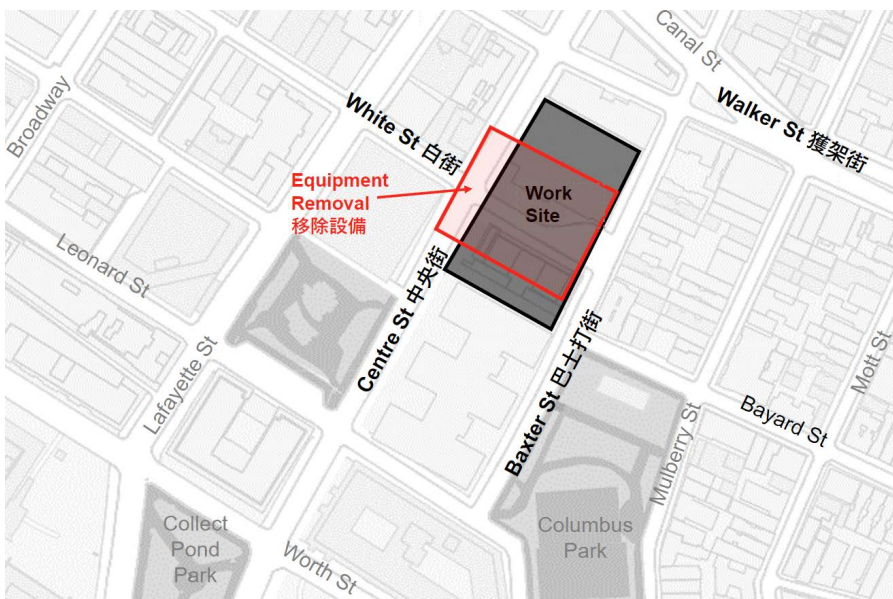 Canal St
Walker St 獲架街
Broadway
White St 白街
Equipment
Removal
移除設備
Work
Site
Leonard St
Centre St 中央街
Lafayette St
Baxter St 巴士打街
Mott St
Bayard St
Mulberry St
Collect
Pond
Park
Columbus
Park
Worth St